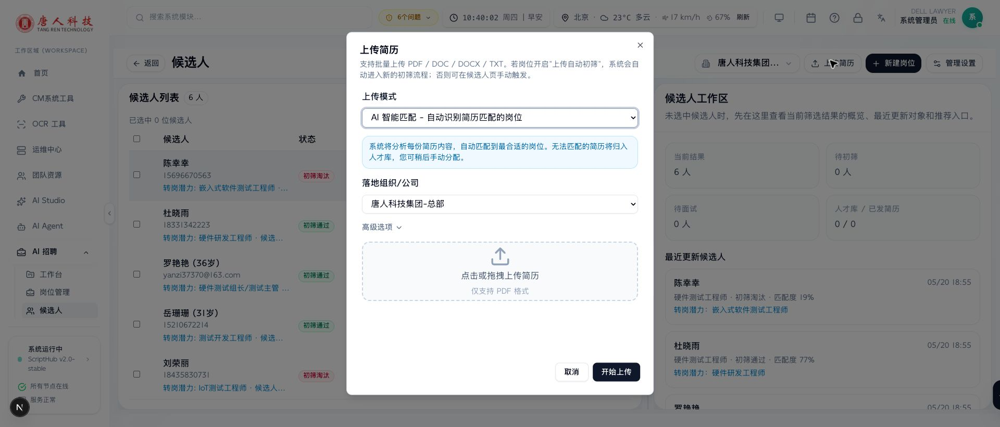 唐人科技
TANG REN TECHNOLOGY
搜索系统模块...
6个问题
10:40:02 周四 | 早安
北京 · 23°C 多云 · 17 km/h 67% 刷新
DELL LAWYER
系统管理员 在线
系
工作区域 (WORKSPACE)
首页
CM系统工具
OCR 工具
运维中心
团队资源
AI Studio
AI Agent
AI 招聘
工作台
岗位管理
候选人
系统运行中
ScriptHub v2.0-
stable
所有节点在线
服务正常
N
返回
候选人
唐人科技集团...
上传简历
新建岗位
管理设置
候选人列表 6 人
已选中 0 位候选人
候选人 状态
陈幸幸
15696670563
初筛淘汰
转岗潜力: 嵌入式软件测试工程师 ·...
杜晓雨
18331342223
初筛通过
转岗潜力: 硬件研发工程师 · 候选...
罗艳艳 (36岁)
yanzi37370@163.com
初筛通过
转岗潜力: 硬件测试组长/测试主管 ...
岳珊珊 (31岁)
15210672214
初筛通过
转岗潜力: 测试开发工程师 · 候选...
刘荣丽
18435830731
初筛淘汰
转岗潜力: IoT测试工程师 · 候选人...
上传简历
支持批量上传 PDF / DOC / DOCX / TXT。若岗位开启"上传自动初筛"，系统会自
动进入新的初筛流程；否则可在候选人页手动触发。
上传模式
AI 智能匹配 - 自动识别简历匹配的岗位
系统将分析每份简历内容，自动匹配到最合适的岗位。无法匹配的简历将归入
人才库，您可稍后手动分配。
落地组织/公司
唐人科技集团-总部
高级选项
点击或拖拽上传简历
仅支持 PDF 格式
取消
开始上传
候选人工作区
未选中候选人时，先在这里查看当前筛选结果的概览、最近更新对象和推荐入口。
当前结果
6 人
待初筛
0 人
待面试
0 人
人才库 / 已发简历
0 / 0
最近更新候选人
陈幸幸 05/20 18:55
硬件测试工程师 · 初筛淘汰 · 匹配度 19%
转岗潜力：嵌入式软件测试工程师
杜晓雨 05/20 18:55
硬件测试工程师 · 初筛通过 · 匹配度 77%
转岗潜力：硬件研发工程师
罗艳艳 05/20 18:55